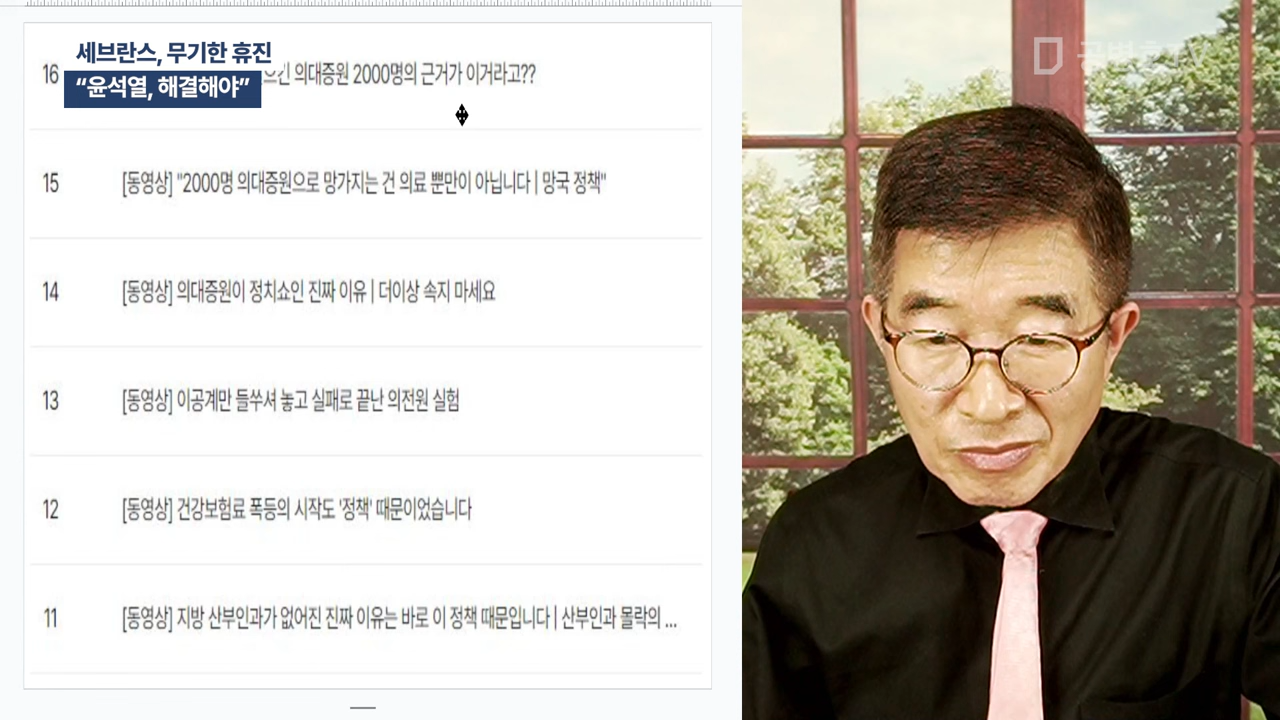 세브란스, 무기한 휴진
“윤석열, 해결해야”
16 의대증원 2000명의 근거가 이거라고??
15 [동영상] "2000명 의대증원으로 망가지는 건 의료 뿐만이 아닙니다 | 망국 정책"
14 [동영상] 의대증원이 정치쇼인 진짜 이유 | 더이상 속지 마세요
13 [동영상] 이공계만 들쑤셔 놓고 실패로 끝난 의전원 실험
12 [동영상] 건강보험료 폭등의 시작도 '정책' 때문이었습니다
11 [동영상] 지방 산부인과가 없어진 진짜 이유는 바로 이 정책 때문입니다 | 산부인과 몰락의 ...